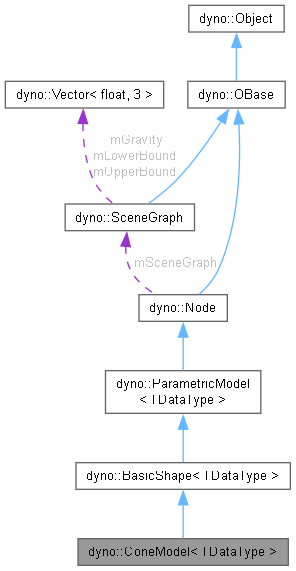 dyno::Object
dyno::Vector< float, 3 >
dyno::OBase
mGravity
mLowerBound
mUpperBound
dyno::SceneGraph
mSceneGraph
dyno::Node
dyno::ParametricModel
< TDataType >
dyno::BasicShape< TDataType >
dyno::ConeModel< TDataType >